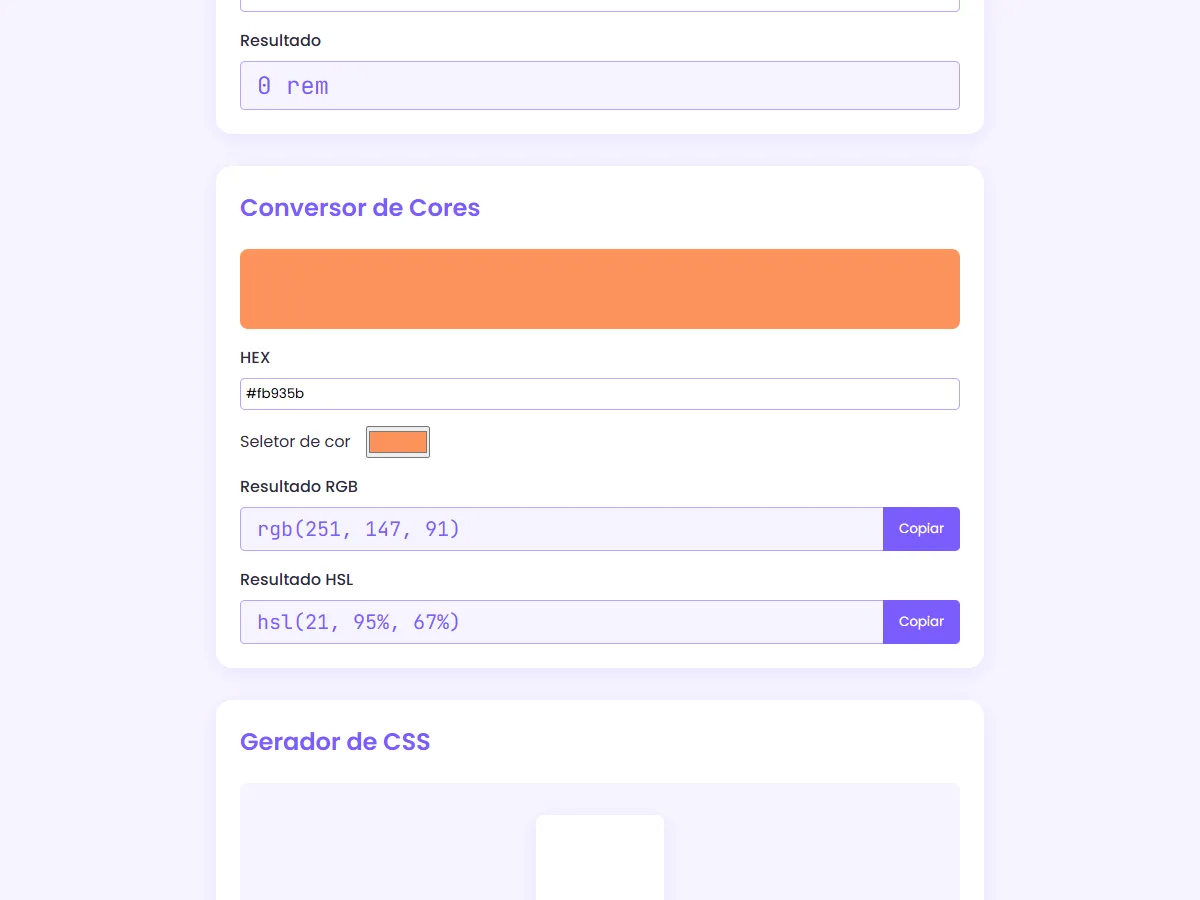 Resultado
0 rem
Conversor de Cores
HEX
#fb935b
Seletor de cor
Resultado RGB
rgb(251, 147, 91)
Copiar
Resultado HSL
hsl(21, 95%, 67%)
Copiar
Gerador de CSS